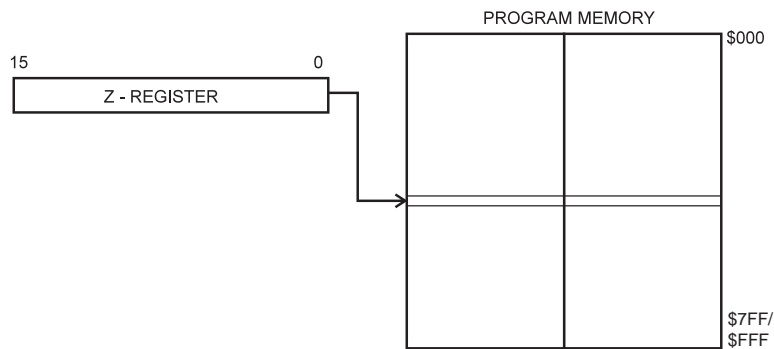 PROGRAM MEMORY
$000
15
0
Z - REGISTER
$7FF/
$FFF